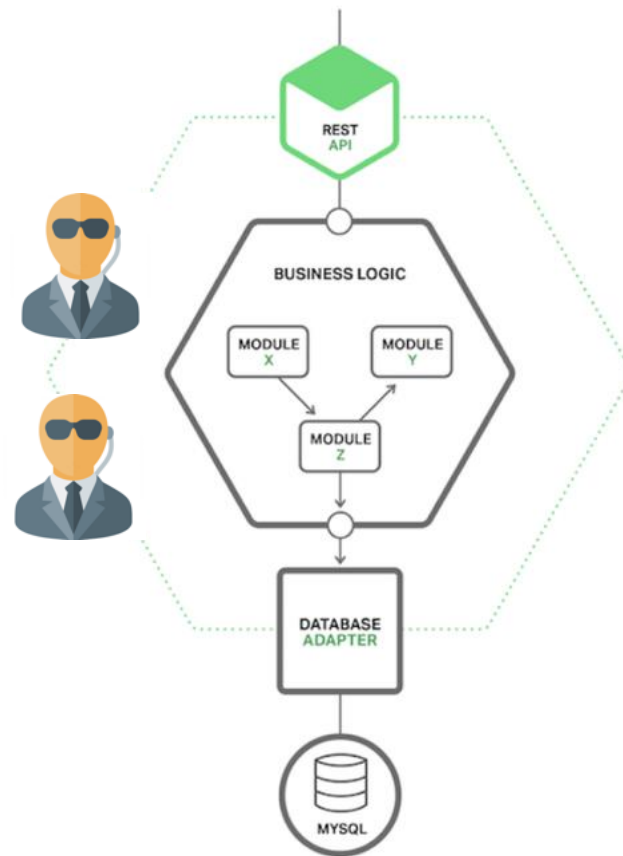 REST
API
BUSINESS LOGIC
MODULE
X
MODULE
Y
MODULE
Z
DATABASE
ADAPTER
MYSQL